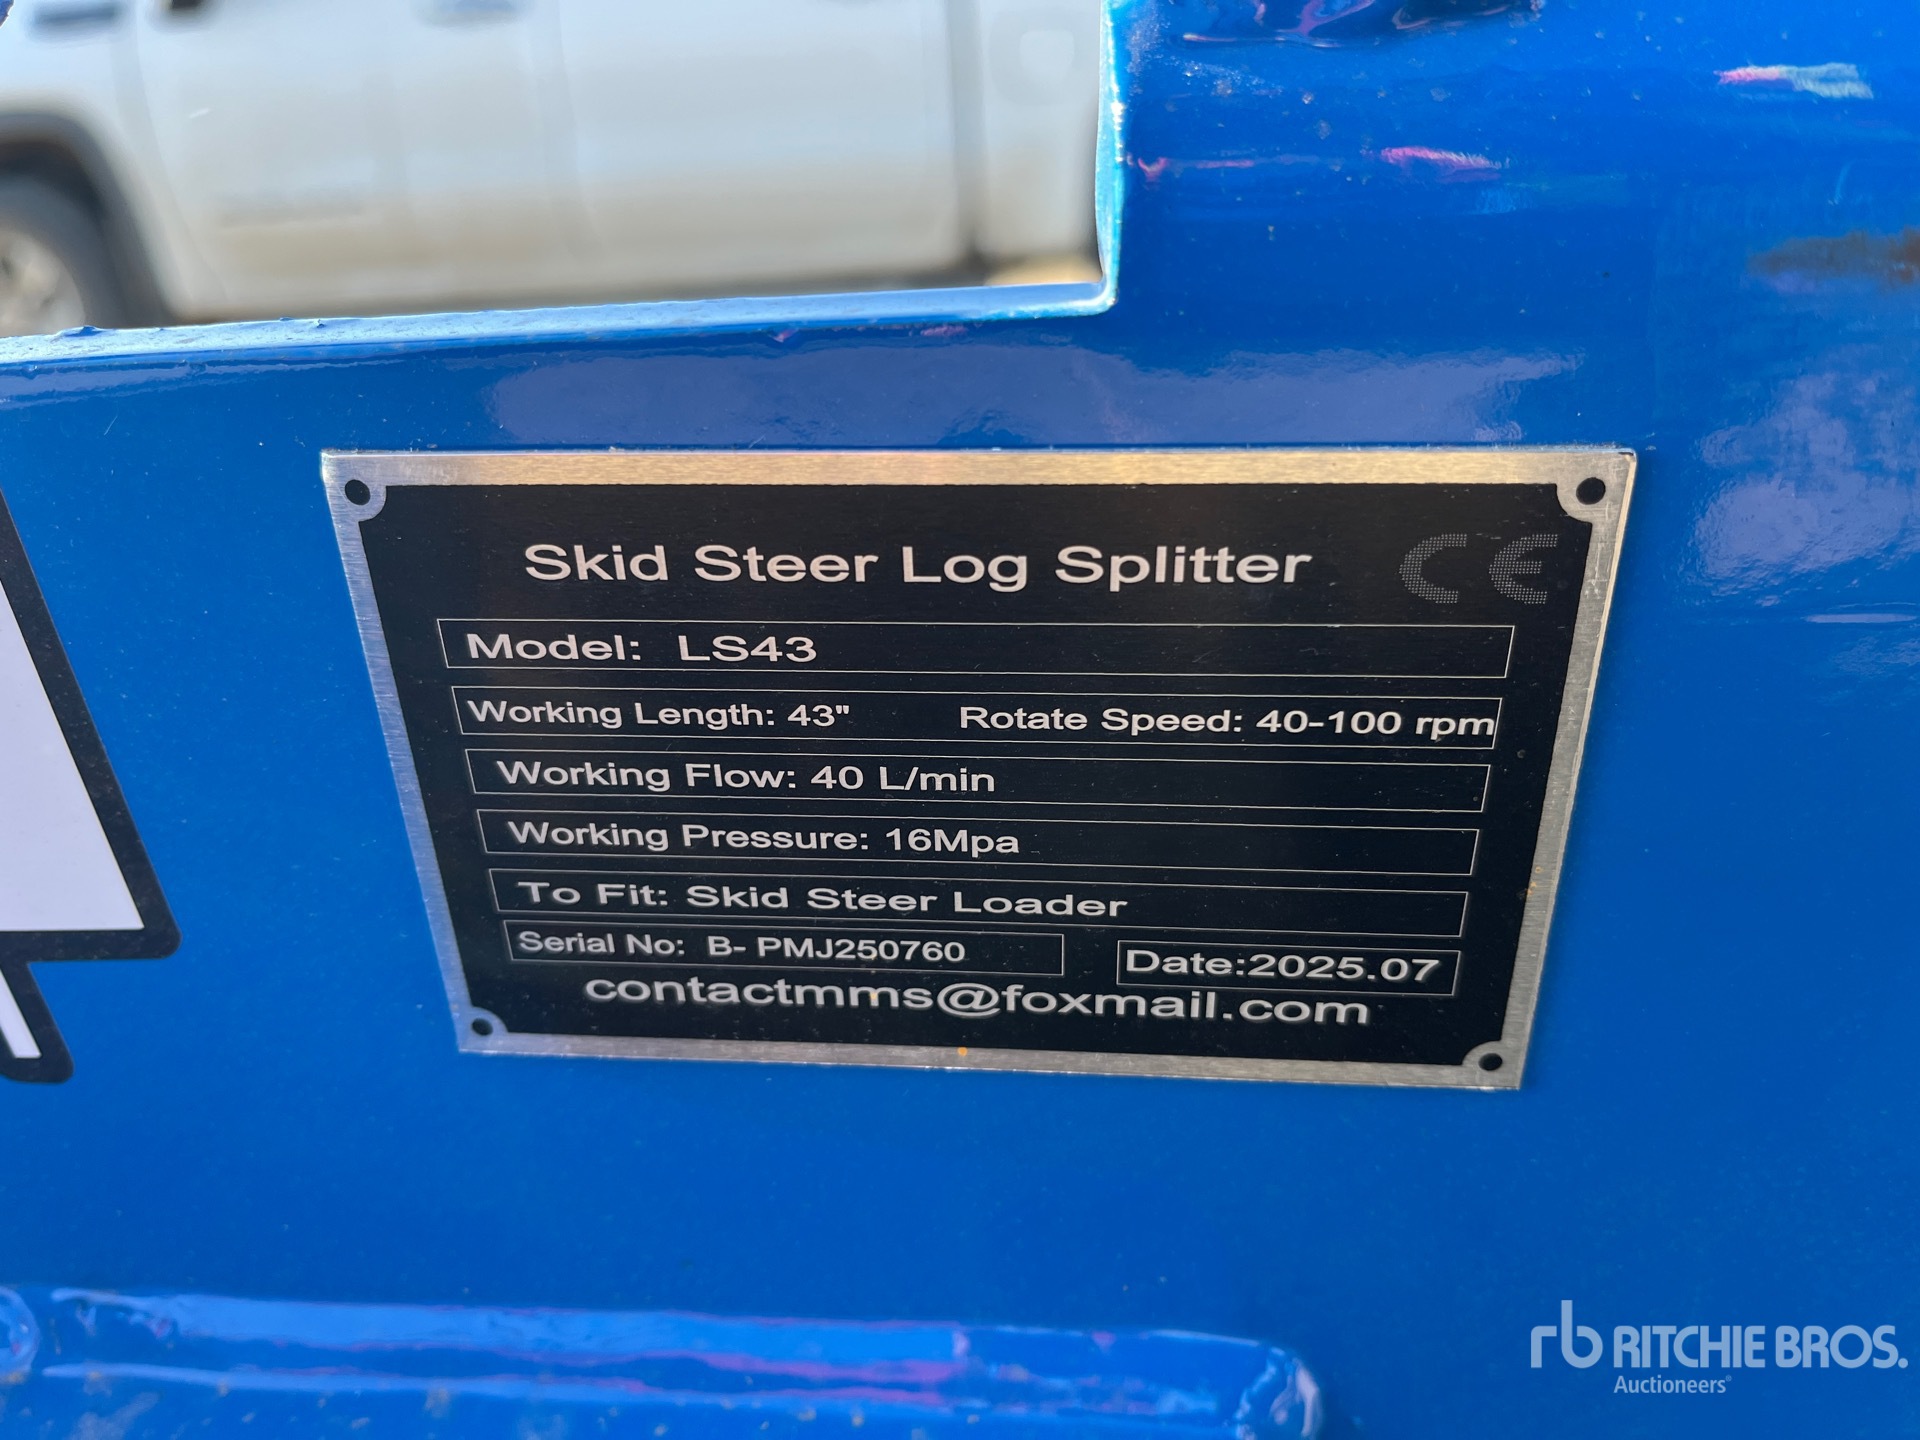 Skid Steer Log Splitter CE
Model: LS43
Working Length: 43" Rotate Speed: 40-100 rpm
Working Flow: 40 L/min
Working Pressure: 16Mpa
To Fit: Skid Steer Loader
Serial No: B- PMJ250760 Date:2025.07
contactmms@foxmail.com
rb RITCHIE BROS.
Auctioneers